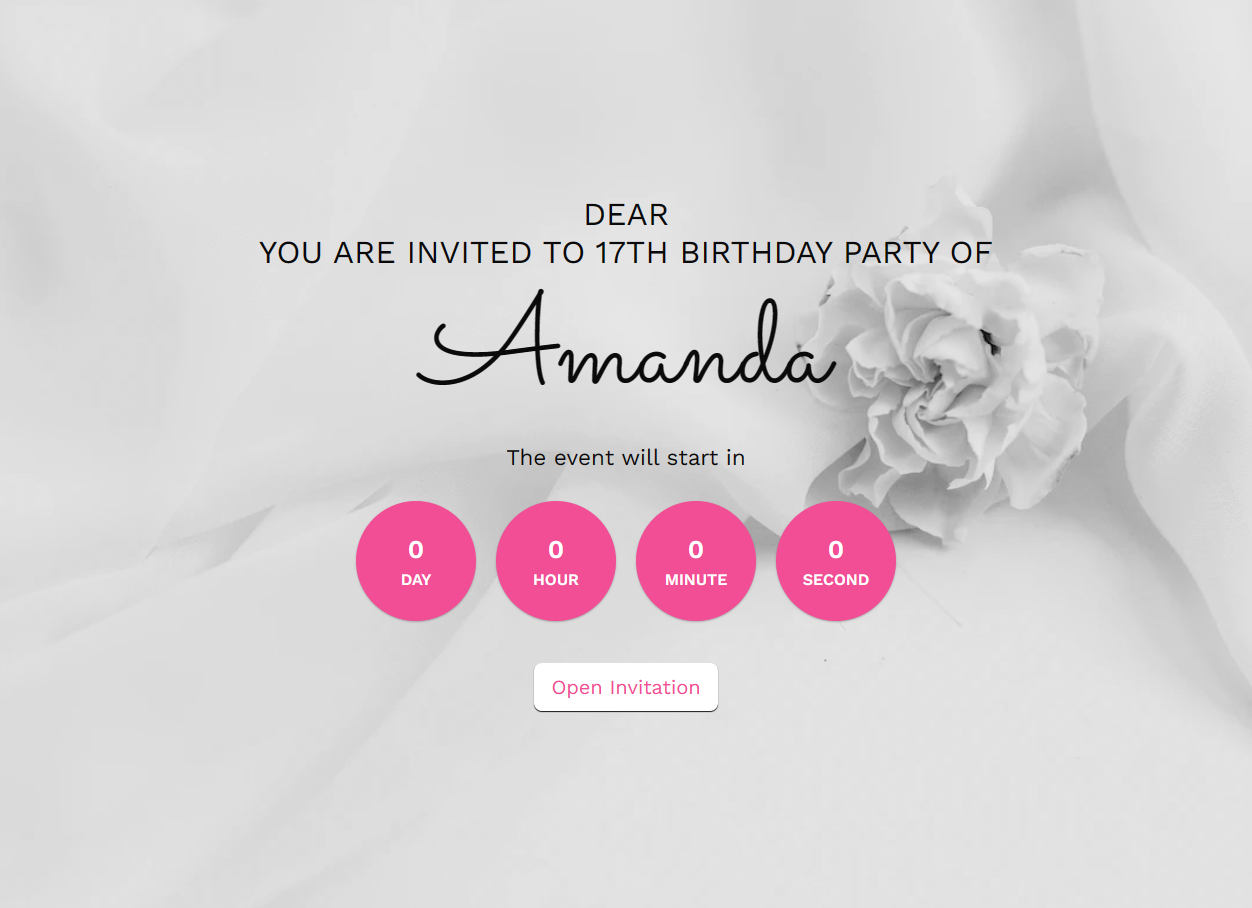 DEAR
YOU ARE INVITED TO 17TH BIRTHDAY PARTY OF
Amanda
The event will start in
0 0 0 0
DAY HOUR MINUTE SECOND
Open Invitation